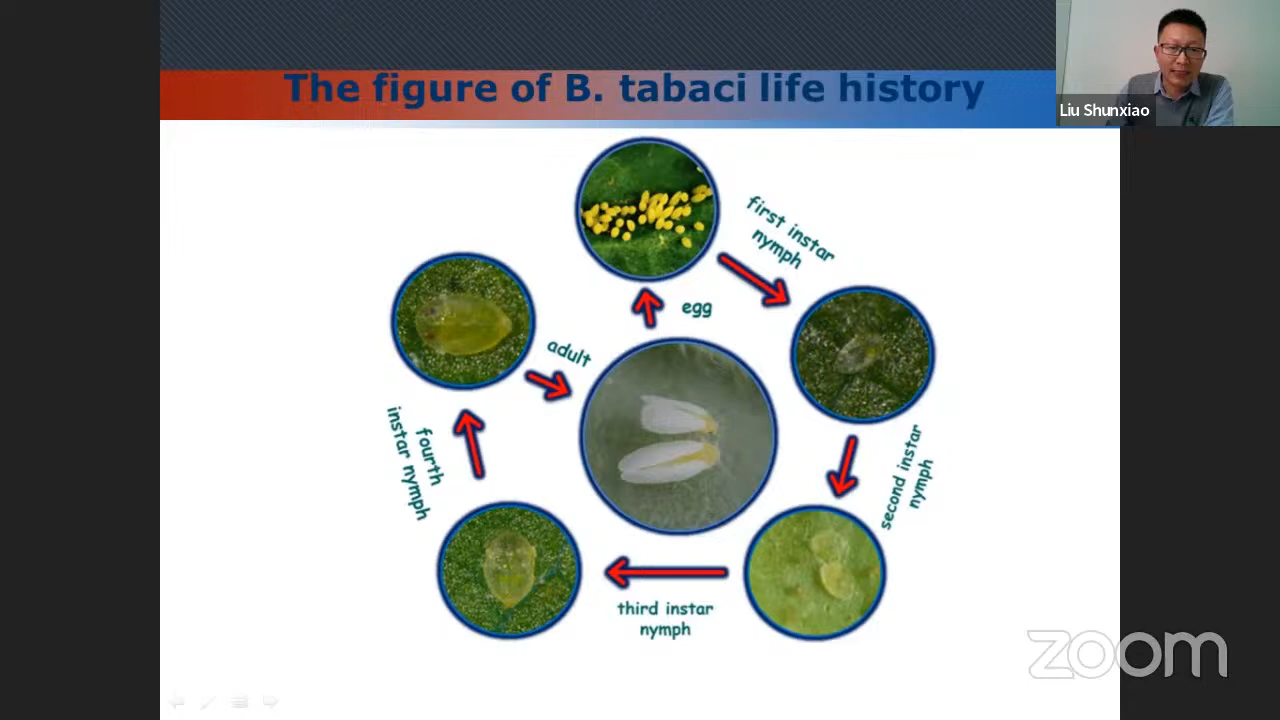 The figure of B. tabaci life history
Liu Shunxiao
first instar
nymph
egg
adult
second instar
nymph
fourth
instar nymph
third instar
nymph
zoom